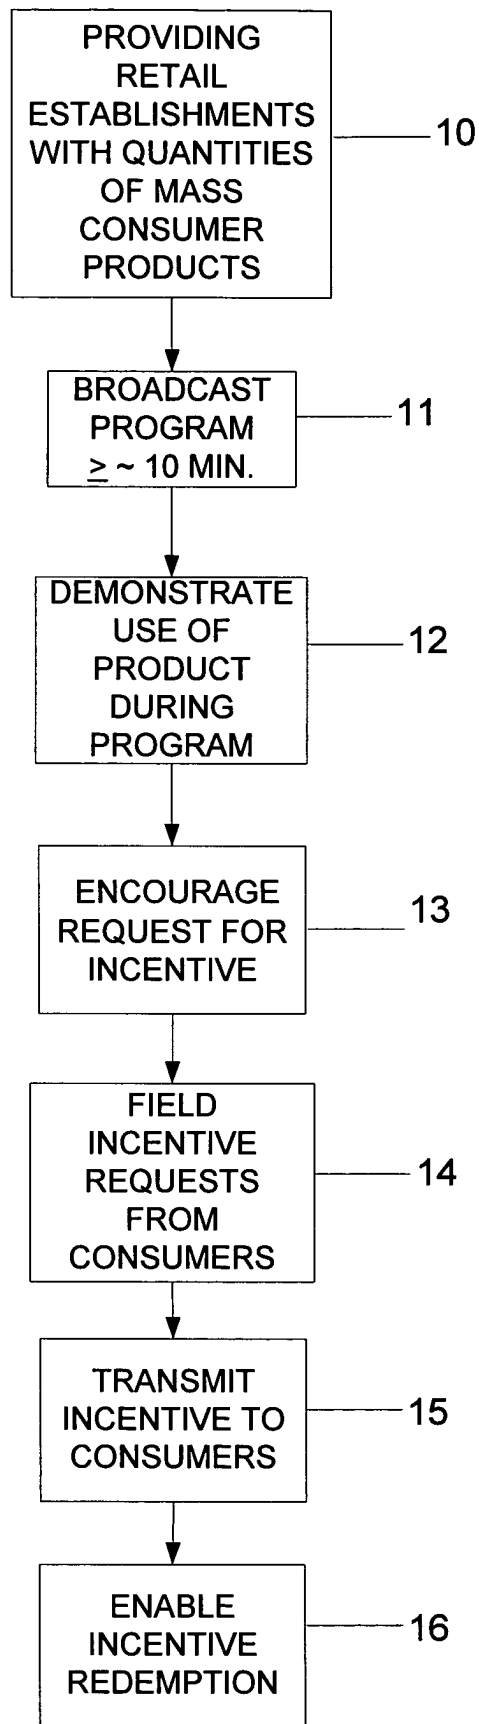 PROVIDING
RETAIL
ESTABLISHMENTS
WITH QUANTITIES
OF MASS
CONSUMER
PRODUCTS
10
BROADCAST
PROGRAM
≥ ~ 10 MIN.
11
DEMONSTRATE
USE OF
PRODUCT
DURING
PROGRAM
12
ENCOURAGE
REQUEST FOR
INCENTIVE
13
FIELD
INCENTIVE
REQUESTS
FROM
CONSUMERS
14
TRANSMIT
INCENTIVE TO
CONSUMERS
15
ENABLE
INCENTIVE
REDEMPTION
16